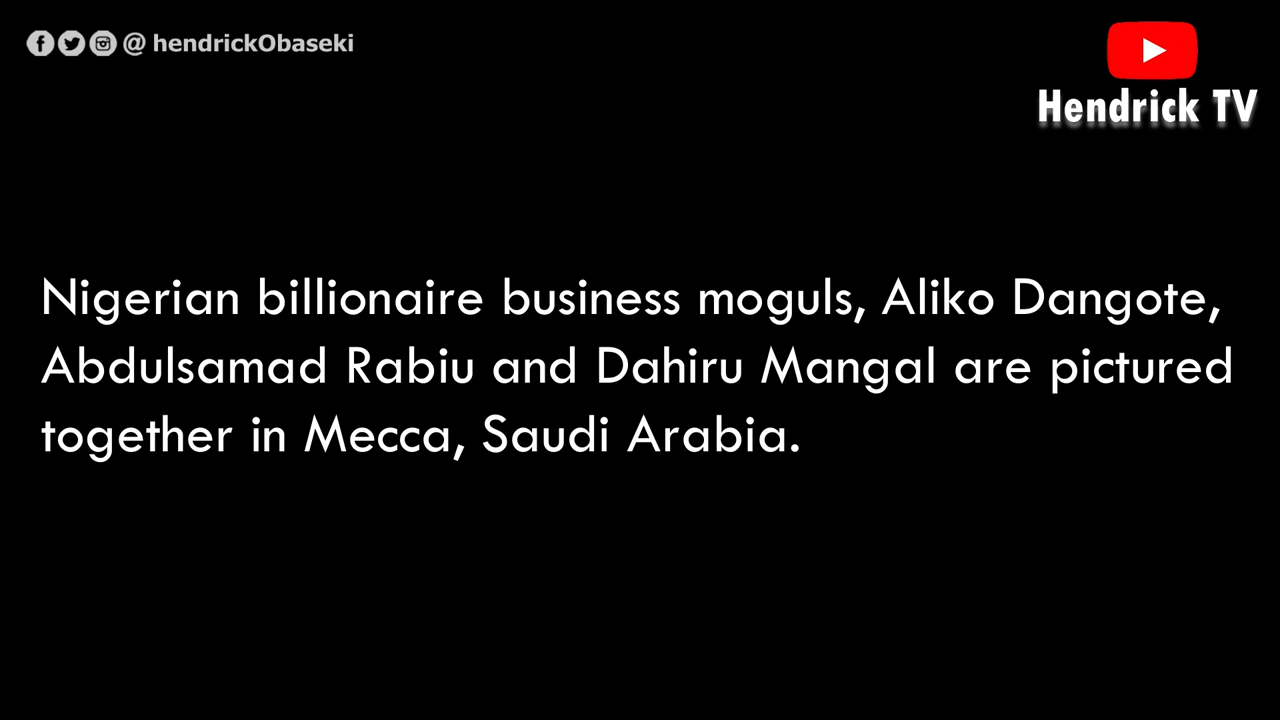 @ hendrickObaseki
Hendrick TV
Nigerian billionaire business moguls, Aliko Dangote,
Abdulsamad Rabiu and Dahiru Mangal are pictured
together in Mecca, Saudi Arabia.